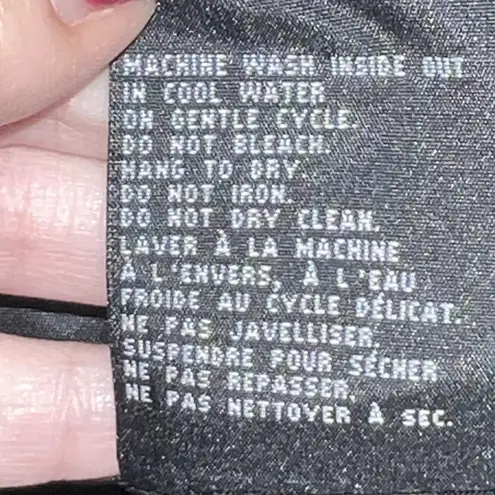 MACHINE WASH INSIDE OUT
IN COOL WATER
ON GENTLE CYCLE.
DO NOT BLEACH.
HANG TO DRY.
DO NOT IRON.
DO NOT DRY CLEAN.
LAVER À LA MACHINE
À L'ENVERS, À L'EAU
FROIDE AU CYCLE DÉLICAT.
NE PAS JAVELLISER.
SUSPENDRE POUR SÉCHER
NE PAS REPASSER.
NE PAS NETTOYER À SEC.